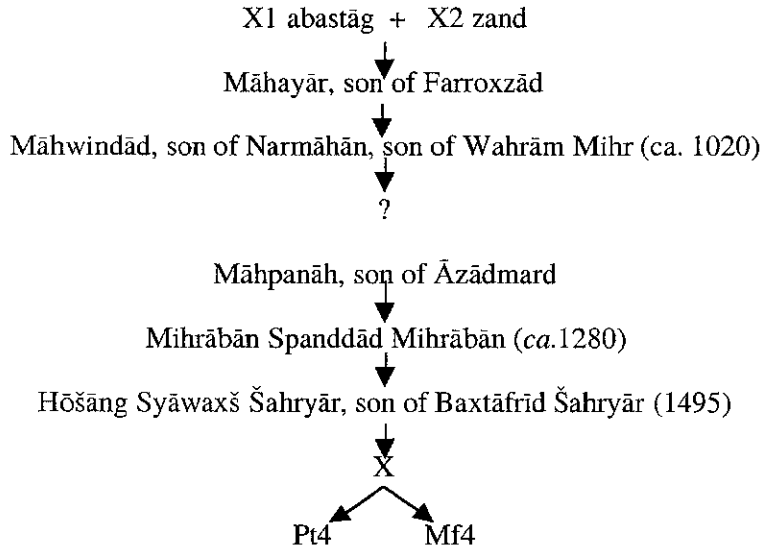 X1 abastāg + X2 zand
Māhayār, son of Farroxzād
Māhwindād, son of Narmāhān, son of Wahrām Mihr (ca. 1020)
?
Māhpanāh, son of Āzādmard
Mihrābān Spanddād Mihrābān (ca.1280)
Hōšāng Syāwaxš Šahryār, son of Baxtāfrīd Šahryār (1495)
X
Pt4 Mf4